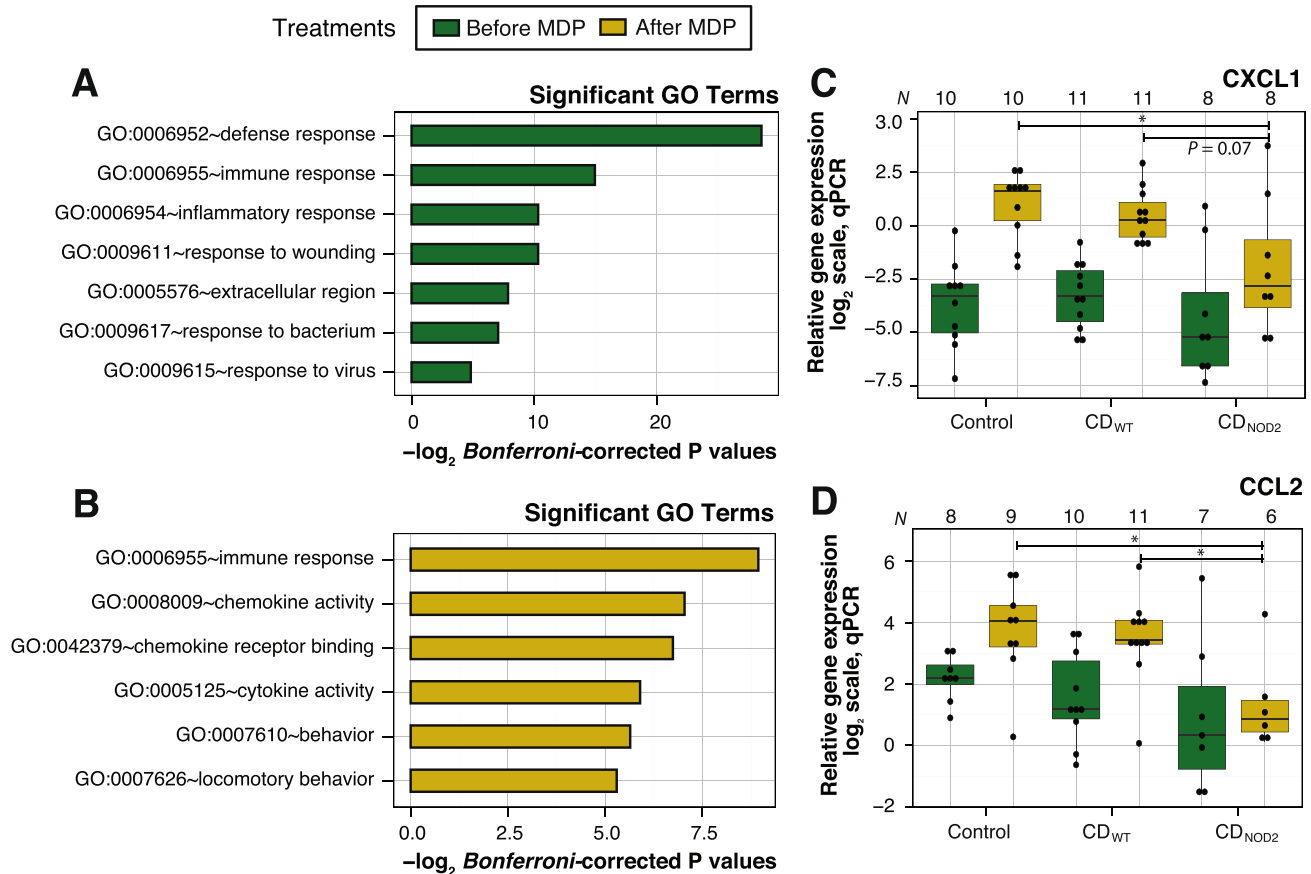 Treatments Before MDP After MDP
A
Significant GO Terms
GO:0006952~defense response
GO:0006955~immune response
GO:0006954~inflammatory response
GO:0009611~response to wounding
GO:0005576~extracellular region
GO:0009617~response to bacterium
GO:0009615~response to virus
0 10 20
–log₂ Bonferroni-corrected P values
B
Significant GO Terms
GO:0006955~immune response
GO:0008009~chemokine activity
GO:0042379~chemokine receptor binding
GO:0005125~cytokine activity
GO:0007610~behavior
GO:0007626~locomotory behavior
0.0 2.5 5.0 7.5
–log₂ Bonferroni-corrected P values
C
CXCL1
N 10 10 11 11 8 8
*
P = 0.07
Relative gene expression
log₂ scale, qPCR
3.0
2.5
0.0
−2.5
−5.0
−7.5
Control CD_WT CD_NOD2
D
CCL2
N 8 9 10 11 7 6
*
*
Relative gene expression
log₂ scale, qPCR
6
4
2
0
−2
Control CD_WT CD_NOD2